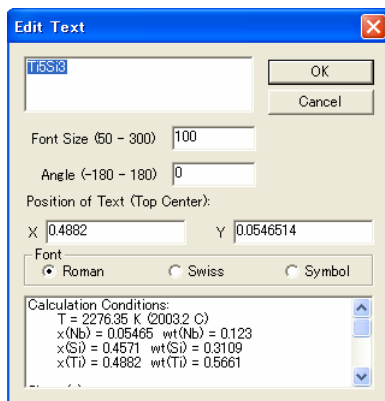 Edit Text
Ti5Si3
OK
Cancel
Font Size (50 - 300) 100
Angle (-180 - 180) 0
Position of Text (Top Center):
X 0.4882 Y 0.0546514
Font
Roman Swiss Symbol
Calculation Conditions:
T = 2276.35 K (2003.2 C)
x(Nb) = 0.05465 wt(Nb) = 0.123
x(Si) = 0.4571 wt(Si) = 0.3109
x(Ti) = 0.4882 wt(Ti) = 0.5661